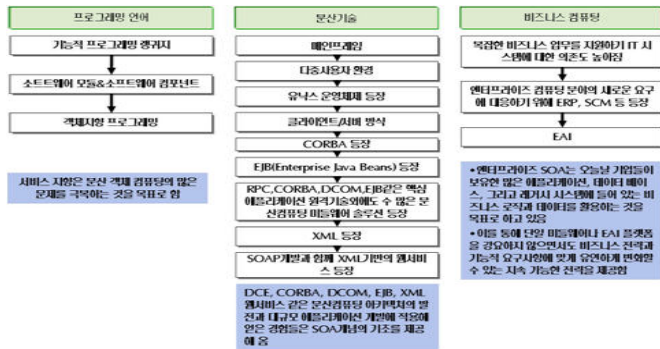 프로그래밍 언어
기능적 프로그래밍 랭귀지
소트트웨어 모듈&소프트웨어 컴포넌트
객체지향 프로그래밍
서비스 지향은 분산 객체 컴퓨팅의 많은
문제를 극복하는 것을 목표로 함
분산기술
메인프레임
다중사용자 환경
유닉스 운영체제 등장
클라이언트/서버 방식
CORBA 등장
EJB(Enterprise Java Beans) 등장
RPC,CORBA,DCOM,EJB같은 핵심
애플리케이션 원격기술외에도 수 많은 분
산컴퓨팅 미들웨어 솔루션 등장
XML 등장
SOAP개발과 함께 XML기반의 웹서비
스 등장
DCE, CORBA, DCOM, EJB, XML
웹서비스 같은 분산컴퓨팅 아키텍처의 발
전과 대규모 애플리케이션 개발에 적용해
얻은 경험들은 SOA개념의 기초를 제공
해 줌
비즈니스 컴퓨팅
복잡한 비즈니스 업무를 지원하기 IT 시
스템에 대한 의존도 높아짐
엔터프라이즈 컴퓨팅 분야의 새로운 요구
에 대응하기 위해 ERP, SCM 등 등장
EAI
•엔터프라이즈 SOA는 오늘날 기업들이
보유한 많은 애플리케이션, 데이터 베이
스, 그리고 레거시 시스템에 들어 있는 비
즈니스 로직과 데이터를 활용하는 것을
목표로 하고 있음
•이를 통해 단일 미들웨어나 EAI 플랫폼
을 강요하지 않으면서도 비즈니스 전략과
기능적 요구사항에 맞게 유연하게 변화할
수 있는 지속 가능한 전략을 제공함